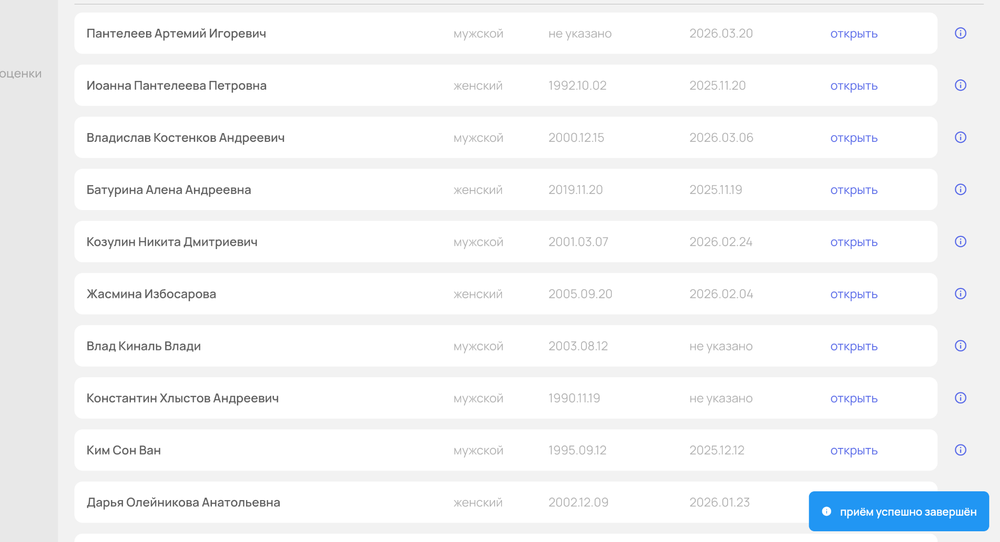 Пантелеев Артемий Игоревич мужской не указано 2026.03.20 открыть
оценки
Иоанна Пантелеева Петровна женский 1992.10.02 2025.11.20 открыть
Владислав Костенков Андреевич мужской 2000.12.15 2026.03.06 открыть
Батурина Алена Андреевна женский 2019.11.20 2025.11.19 открыть
Козулин Никита Дмитриевич мужской 2001.03.07 2026.02.24 открыть
Жасмина Избосарова женский 2005.09.20 2026.02.04 открыть
Влад Киналь Влади мужской 2003.08.12 не указано открыть
Константин Хлыстов Андреевич мужской 1990.11.19 не указано открыть
Ким Сон Ван мужской 1995.09.12 2025.12.12 открыть
Дарья Олейникова Анатольевна женский 2002.12.09 2026.01.23
приём успешно завершён